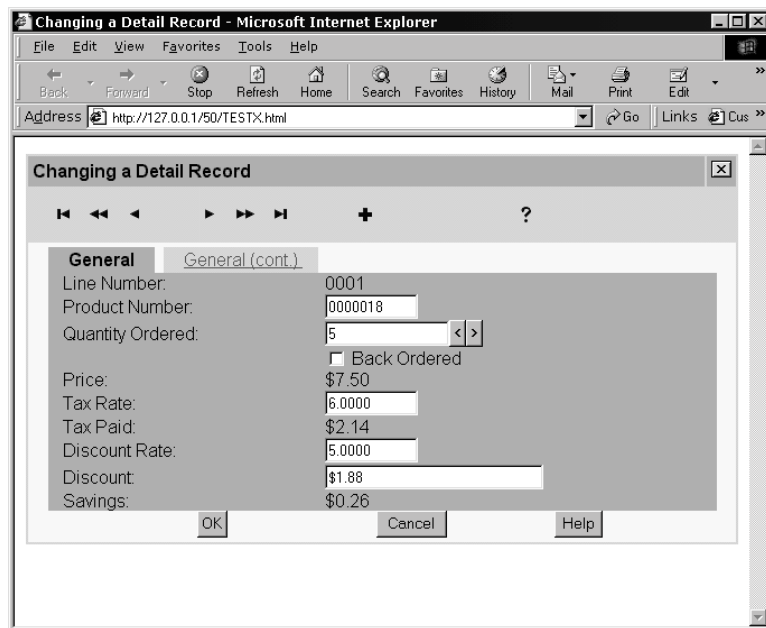 Changing a Detail Record - Microsoft Internet Explorer
File Edit View Favorites Tools Help
Back Forward Stop Refresh Home Search Favorites History Mail Print Edit »
Address http://127.0.0.1/50/TESTX.html Go Links Cus »
Changing a Detail Record
?
General General (cont.)
Line Number: 0001
Product Number: 0000018
Quantity Ordered: 5 < >
Back Ordered
Price: $7.50
Tax Rate: 6.0000
Tax Paid: $2.14
Discount Rate: 5.0000
Discount: $1.88
Savings: $0.26
OK Cancel Help